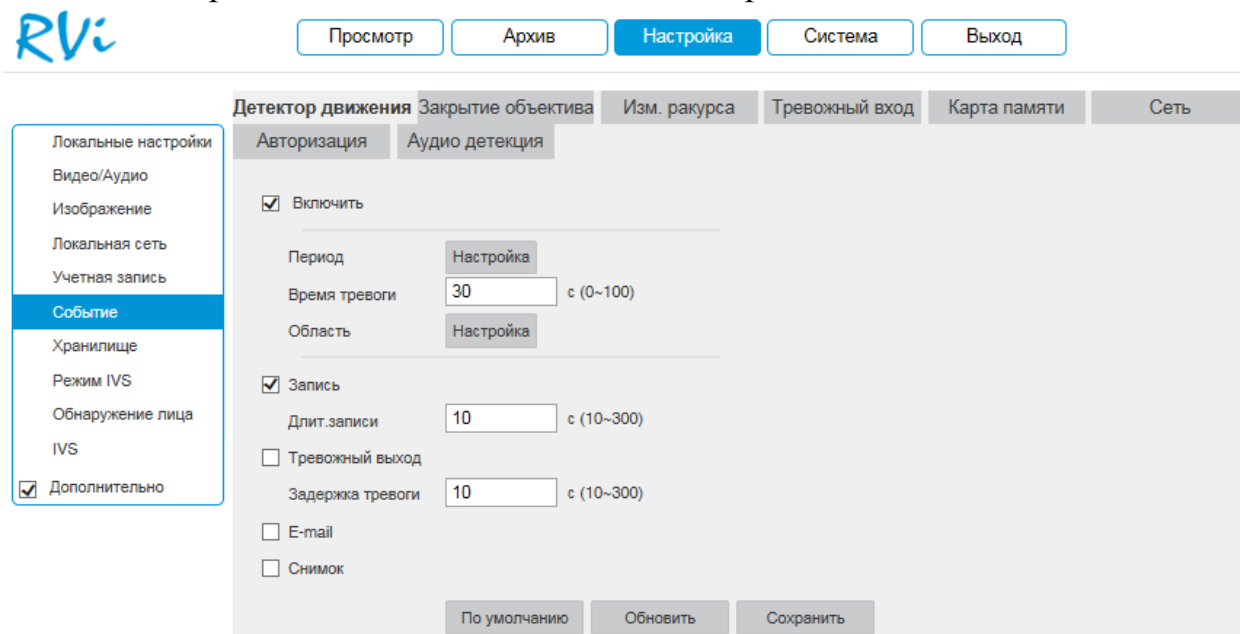 RVi
Просмотр Архив Настройка Система Выход
Детектор движения Закрытие объектива Изм. ракурса Тревожный вход Карта памяти Сеть
Авторизация Аудио детекция
Локальные настройки
Видео/Аудио
Изображение
Локальная сеть
Учетная запись
Событие
Хранилище
Режим IVS
Обнаружение лица
IVS
Дополнительно
Включить
Период Настройка
Время тревоги 30 с (0~100)
Область Настройка
Запись
Длит.записи 10 с (10~300)
Тревожный выход
Задержка тревоги 10 с (10~300)
E-mail
Снимок
По умолчанию Обновить Сохранить